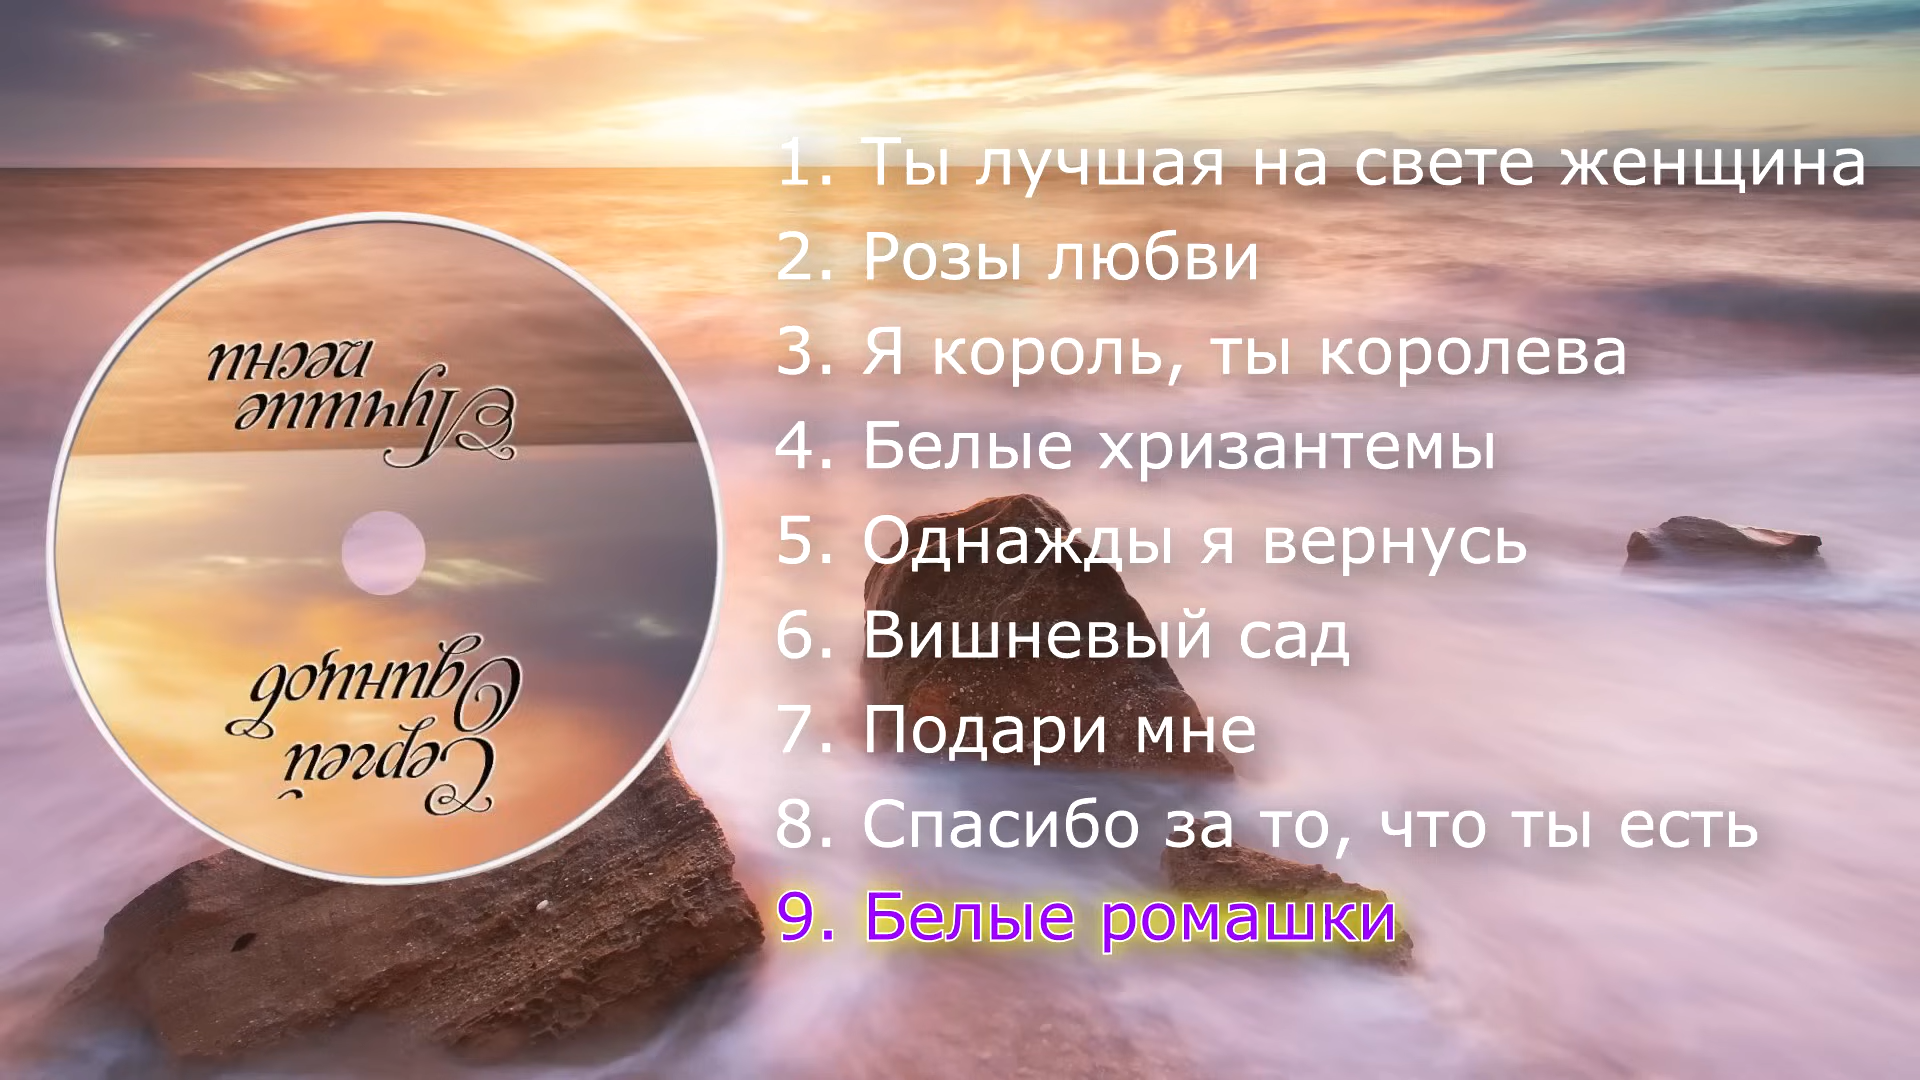 Сергей
Одинцов
Лучшие
песни
1. Ты лучшая на свете женщина
2. Розы любви
3. Я король, ты королева
4. Белые хризантемы
5. Однажды я вернусь
6. Вишневый сад
7. Подари мне
8. Спасибо за то, что ты есть
9. Белые ромашки